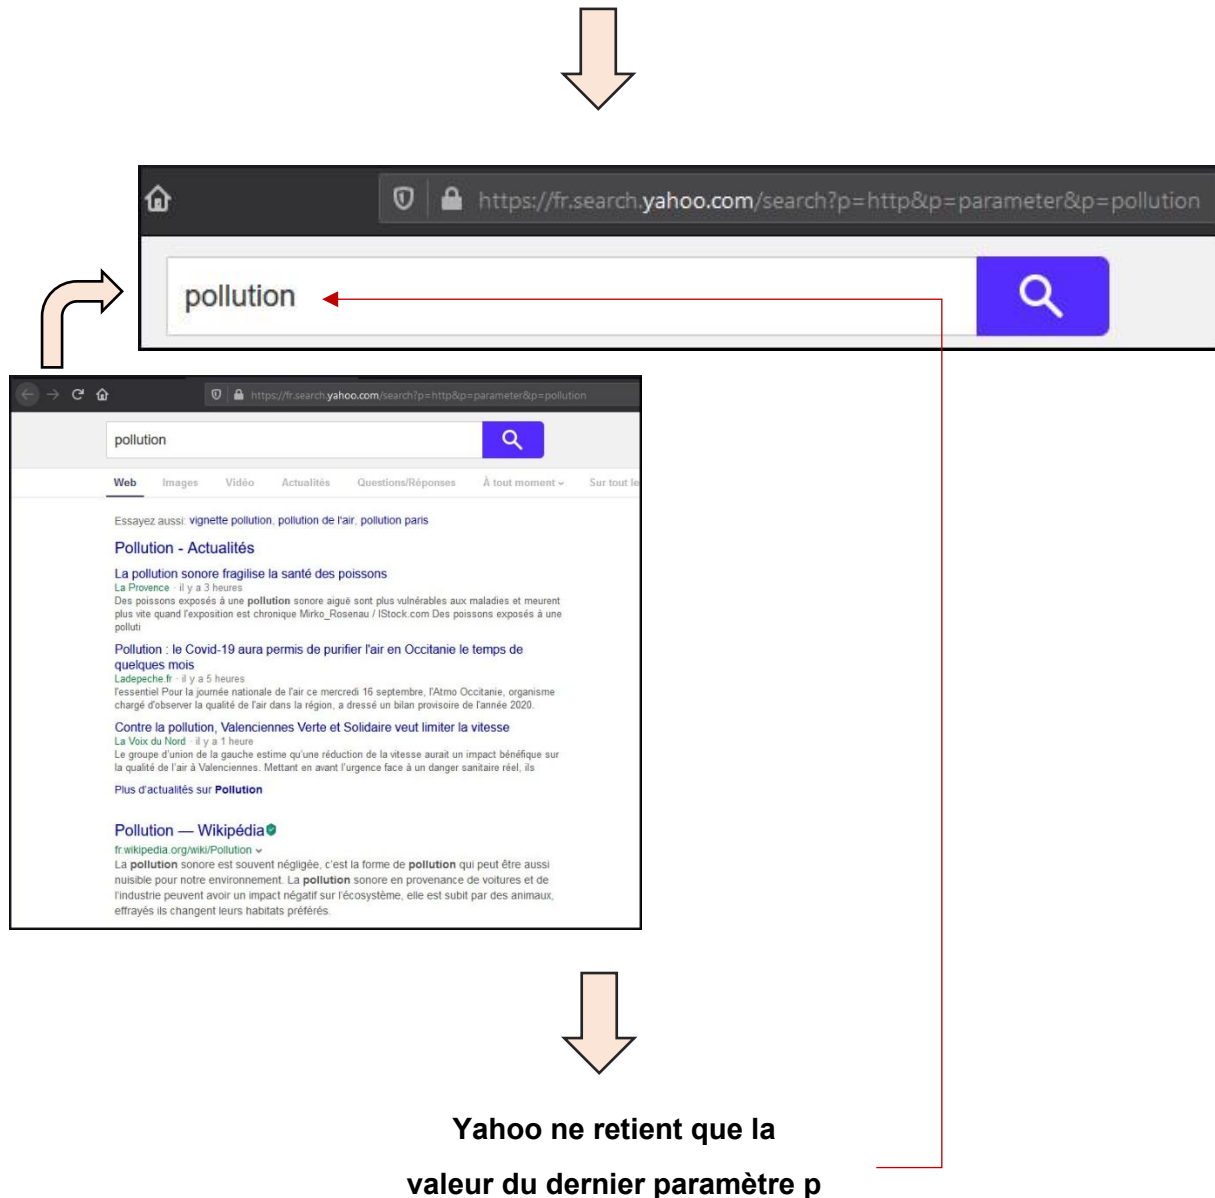 https://fr.search.yahoo.com/search?p=http&p=parameter&p=pollution
pollution
https://fr.search.yahoo.com/search?p=http&p=parameter&p=pollution
pollution
Web Images Vidéo Actualités Questions/Réponses À tout moment Sur tout le
Essayez aussi: vignette pollution, pollution de l'air, pollution paris
Pollution - Actualités
La pollution sonore fragilise la santé des poissons
La Provence · il y a 3 heures
Des poissons exposés à une pollution sonore aiguë sont plus vulnérables aux maladies et meurent
plus vite quand l'exposition est chronique Mirko_Rosenau / IStock.com Des poissons exposés à une
polluti
Pollution : le Covid-19 aura permis de purifier l'air en Occitanie le temps de
quelques mois
Ladepeche.fr · il y a 5 heures
l'essentiel Pour la journée nationale de l'air ce mercredi 16 septembre, l'Atmo Occitanie, organisme
chargé d'observer la qualité de l'air dans la région, a dressé un bilan provisoire de l'année 2020.
Contre la pollution, Valenciennes Verte et Solidaire veut limiter la vitesse
La Voix du Nord · il y a 1 heure
Le groupe d'union de la gauche estime qu'une réduction de la vitesse aurait un impact bénéfique sur
la qualité de l'air à Valenciennes. Mettant en avant l'urgence face à un danger sanitaire réel, ils
Plus d'actualités sur Pollution
Pollution — Wikipédia
fr.wikipedia.org/wiki/Pollution
La pollution sonore est souvent négligée, c'est la forme de pollution qui peut être aussi
nuisible pour notre environnement. La pollution sonore en provenance de voitures et de
l'industrie peuvent avoir un impact négatif sur l'écosystème, elle est subit par des animaux,
effrayés ils changent leurs habitats préférés.
Yahoo ne retient que la
valeur du dernier paramètre p